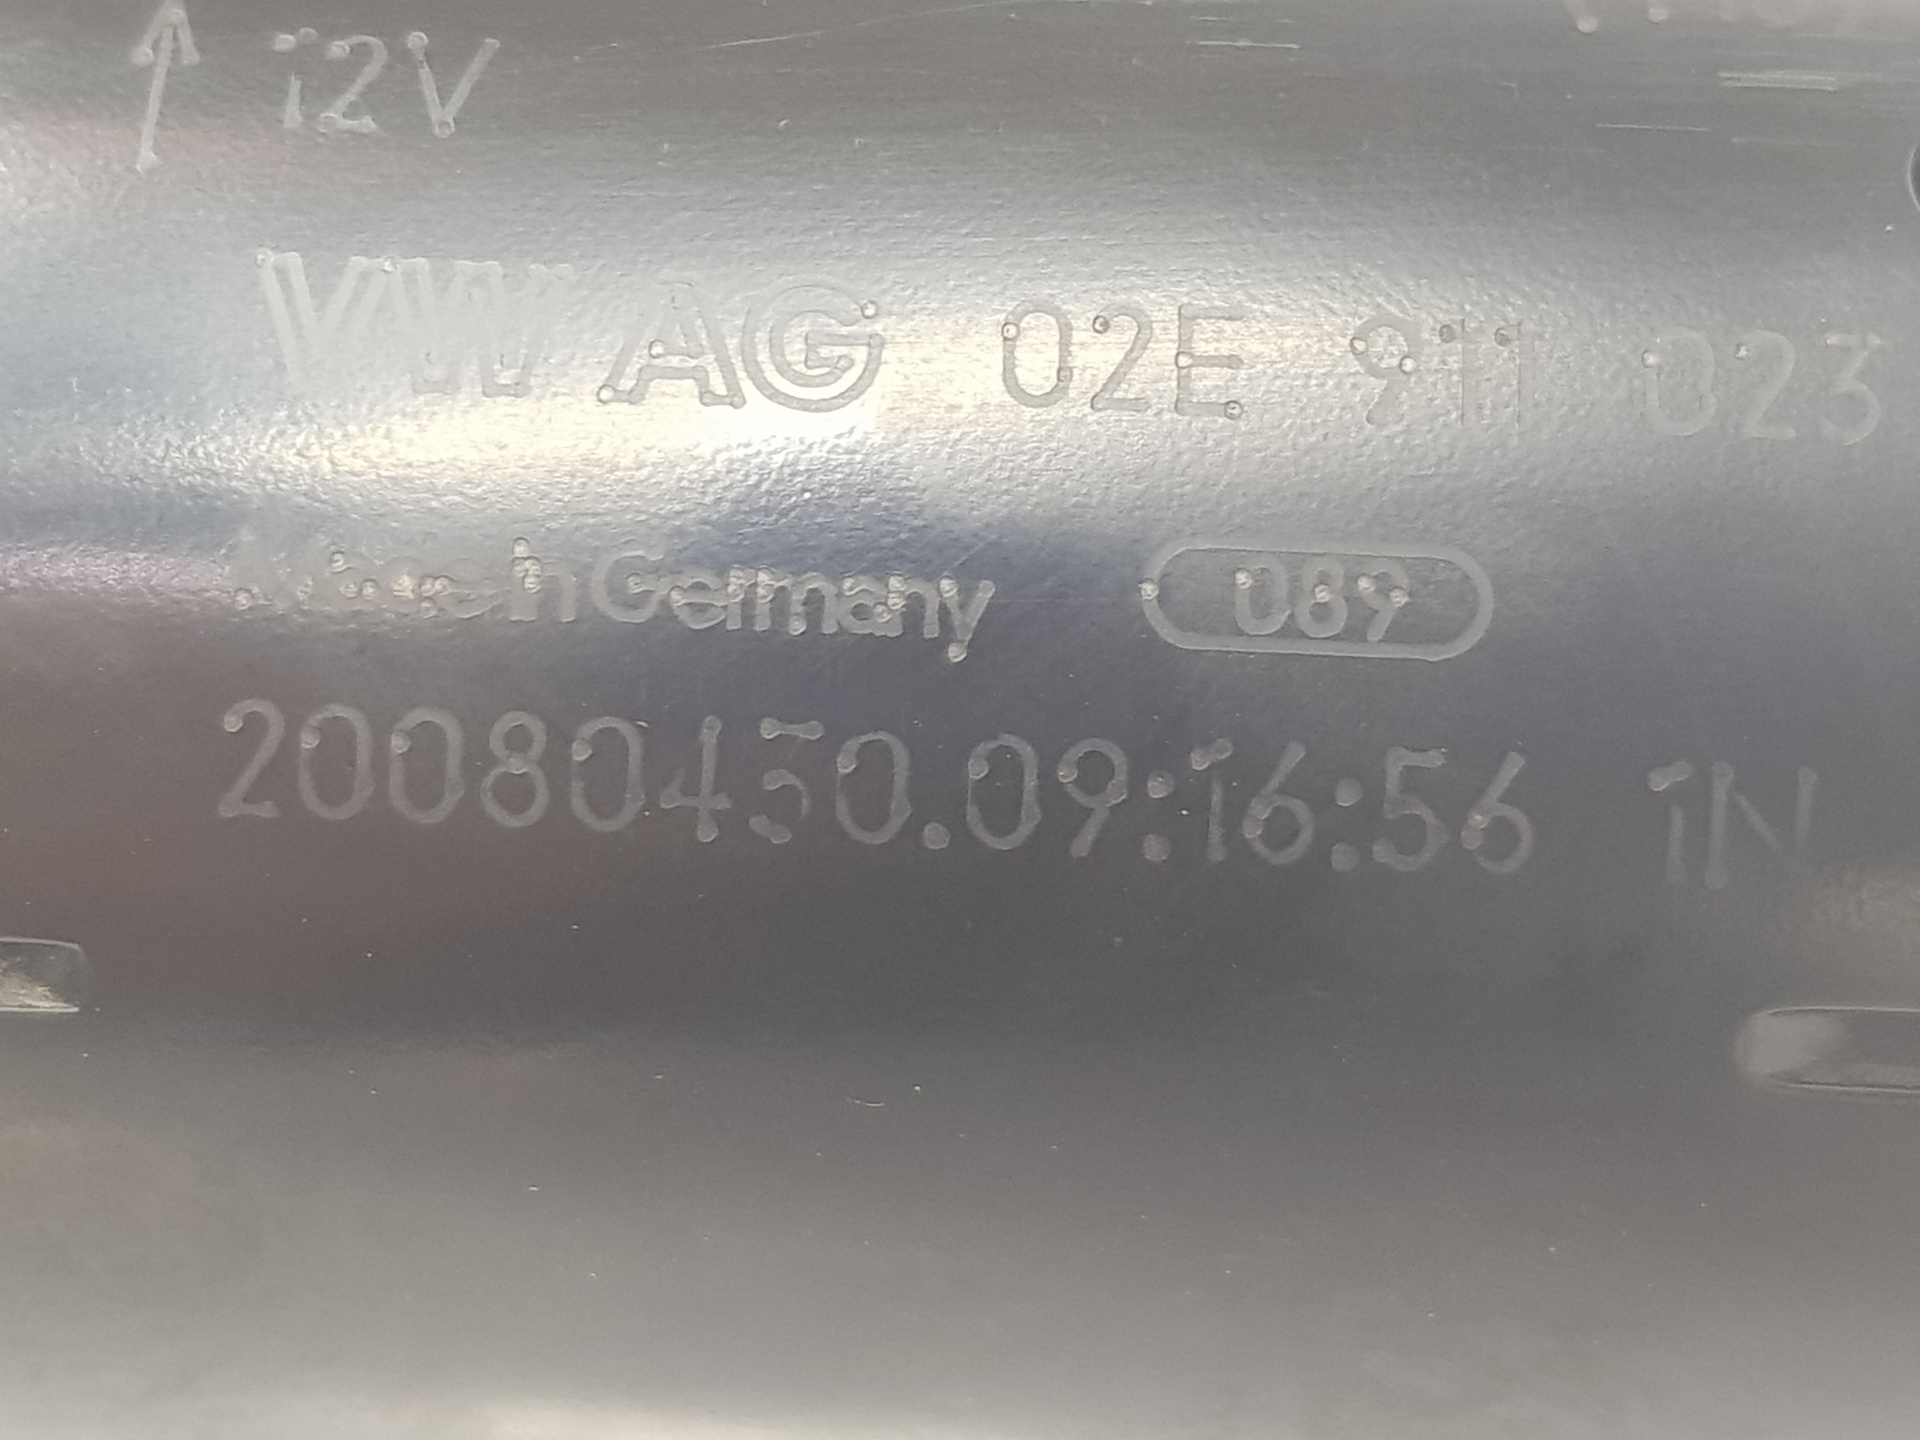 12V
VW AG 02E 911 023
Made in Germany 089
20080430.09:16:56 1N